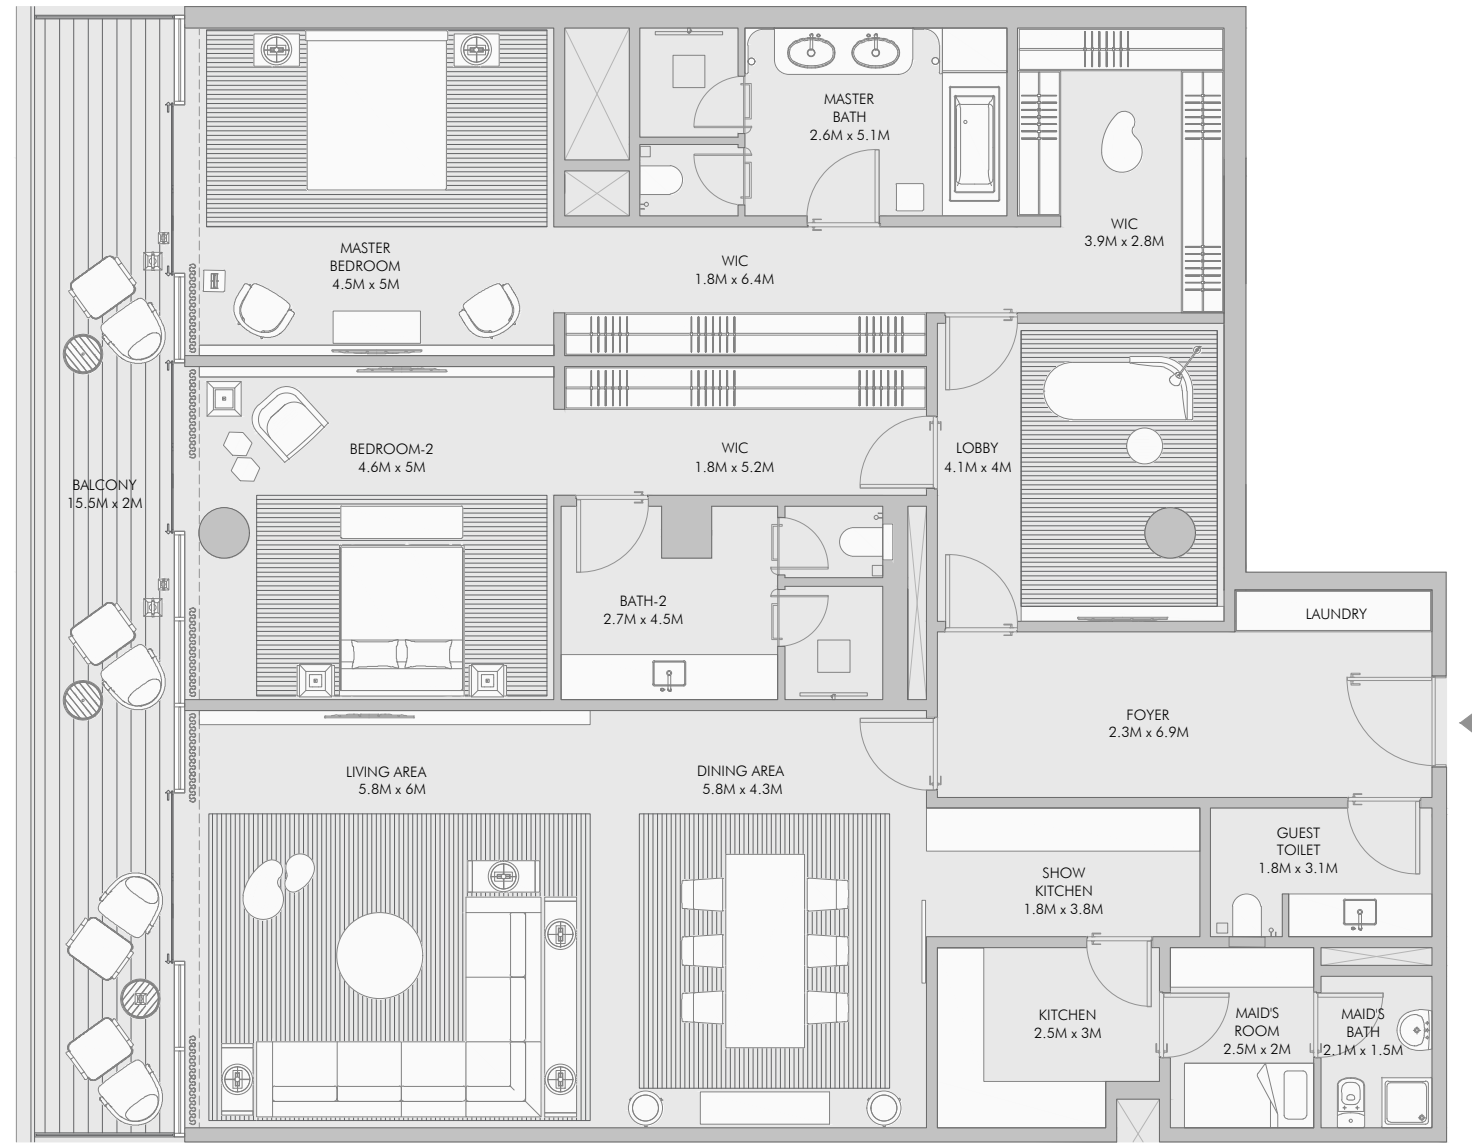 MASTER
BATH
2.6M x 5.1M
WIC
3.9M x 2.8M
MASTER
BEDROOM
4.5M x 5M
WIC
1.8M x 6.4M
BEDROOM-2
4.6M x 5M
WIC
1.8M x 5.2M
LOBBY
4.1M x 4M
BALCONY
15.5M x 2M
BATH-2
2.7M x 4.5M
LAUNDRY
FOYER
2.3M x 6.9M
LIVING AREA
5.8M x 6M
DINING AREA
5.8M x 4.3M
GUEST
TOILET
1.8M x 3.1M
SHOW
KITCHEN
1.8M x 3.8M
KITCHEN
2.5M x 3M
MAID'S
ROOM
2.5M x 2M
MAID'S
BATH
2.1M x 1.5M